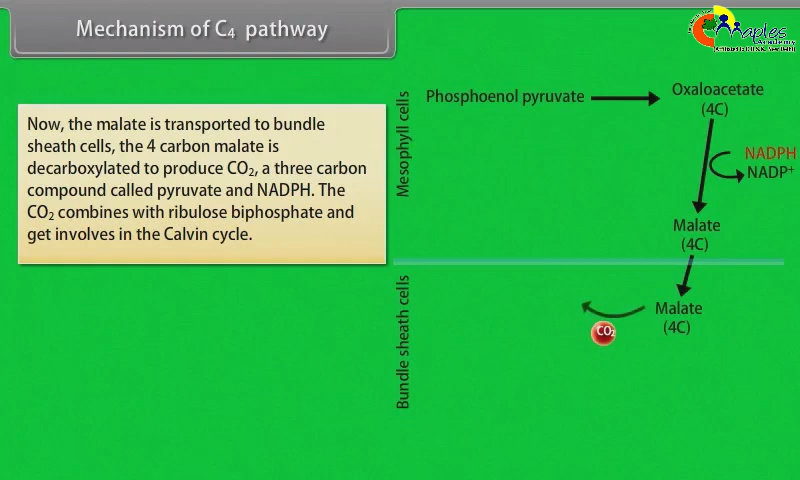 Mechanism of C₄ pathway
Maples
Academy
Now, the malate is transported to bundle
sheath cells, the 4 carbon malate is
decarboxylated to produce CO₂, a three carbon
compound called pyruvate and NADPH. The
CO₂ combines with ribulose biphosphate and
get involves in the Calvin cycle.
Mesophyll cells
Phosphoenol pyruvate
Oxaloacetate
(4C)
NADPH
NADP⁺
Malate
(4C)
Bundle sheath cells
Malate
(4C)
CO₂